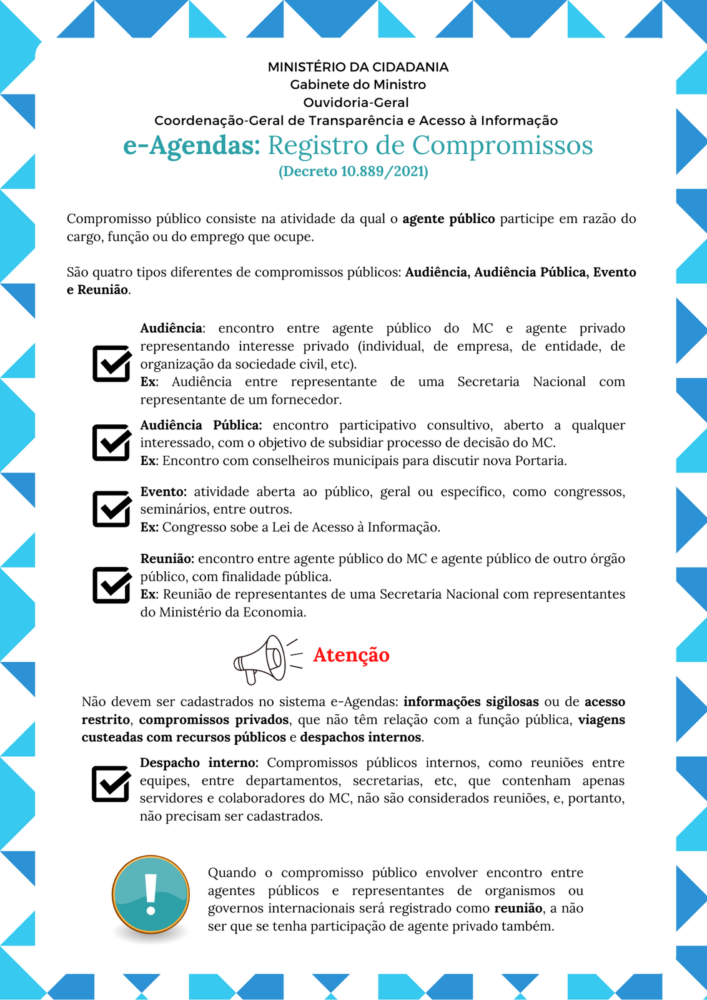 MINISTÉRIO DA CIDADANIA
Gabinete do Ministro
Ouvidoria-Geral
Coordenação-Geral de Transparência e Acesso à Informação
e-Agendas: Registro de Compromissos
(Decreto 10.889/2021)
Compromisso público consiste na atividade da qual o agente público participe em razão do
cargo, função ou do emprego que ocupe.
São quatro tipos diferentes de compromissos públicos: Audiência, Audiência Pública, Evento
e Reunião.
Audiência: encontro entre agente público do MC e agente privado
representando interesse privado (individual, de empresa, de entidade, de
organização da sociedade civil, etc).
Ex: Audiência entre representante de uma Secretaria Nacional com
representante de um fornecedor.
Audiência Pública: encontro participativo consultivo, aberto a qualquer
interessado, com o objetivo de subsidiar processo de decisão do MC.
Ex: Encontro com conselheiros municipais para discutir nova Portaria.
Evento: atividade aberta ao público, geral ou específico, como congressos,
seminários, entre outros.
Ex: Congresso sobe a Lei de Acesso à Informação.
Reunião: encontro entre agente público do MC e agente público de outro órgão
público, com finalidade pública.
Ex: Reunião de representantes de uma Secretaria Nacional com representantes
do Ministério da Economia.
Atenção
Não devem ser cadastrados no sistema e-Agendas: informações sigilosas ou de acesso
restrito, compromissos privados, que não têm relação com a função pública, viagens
custeadas com recursos públicos e despachos internos.
Despacho interno: Compromissos públicos internos, como reuniões entre
equipes, entre departamentos, secretarias, etc, que contenham apenas
servidores e colaboradores do MC, não são considerados reuniões, e, portanto,
não precisam ser cadastrados.
Quando o compromisso público envolver encontro entre
agentes públicos e representantes de organismos ou
governos internacionais será registrado como reunião, a não
ser que se tenha participação de agente privado também.